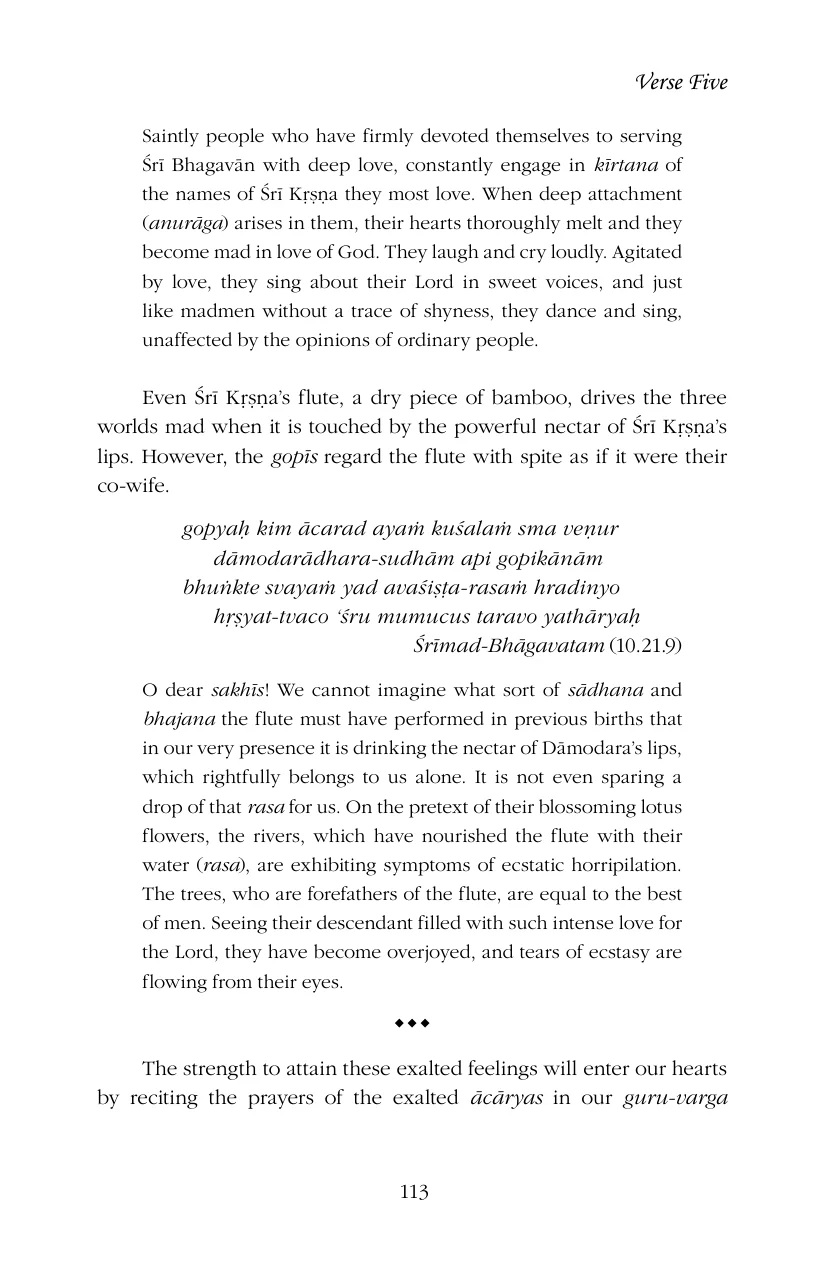 Verse Five
Saintly people who have firmly devoted themselves to serving
Śrī Bhagavān with deep love, constantly engage in kīrtana of
the names of Śrī Kṛṣṇa they most love. When deep attachment
(anurāga) arises in them, their hearts thoroughly melt and they
become mad in love of God. They laugh and cry loudly. Agitated
by love, they sing about their Lord in sweet voices, and just
like madmen without a trace of shyness, they dance and sing,
unaffected by the opinions of ordinary people.
Even Śrī Kṛṣṇa’s flute, a dry piece of bamboo, drives the three
worlds mad when it is touched by the powerful nectar of Śrī Kṛṣṇa’s
lips. However, the gopīs regard the flute with spite as if it were their
co-wife.
gopyaḥ kim ācarad ayaṁ kuśalaṁ sma veṇur
dāmodarādhara-sudhām api gopikānām
bhuṅkte svayaṁ yad avaśiṣṭa-rasaṁ hradinyo
hṛṣyat-tvaco ‘śru mumucus taravo yathāryaḥ
Śrīmad-Bhāgavatam (10.21.9)
O dear sakhīs! We cannot imagine what sort of sādhana and
bhajana the flute must have performed in previous births that
in our very presence it is drinking the nectar of Dāmodara’s lips,
which rightfully belongs to us alone. It is not even sparing a
drop of that rasa for us. On the pretext of their blossoming lotus
flowers, the rivers, which have nourished the flute with their
water (rasa), are exhibiting symptoms of ecstatic horripilation.
The trees, who are forefathers of the flute, are equal to the best
of men. Seeing their descendant filled with such intense love for
the Lord, they have become overjoyed, and tears of ecstasy are
flowing from their eyes.
The strength to attain these exalted feelings will enter our hearts
by reciting the prayers of the exalted ācāryas in our guru-varga
113